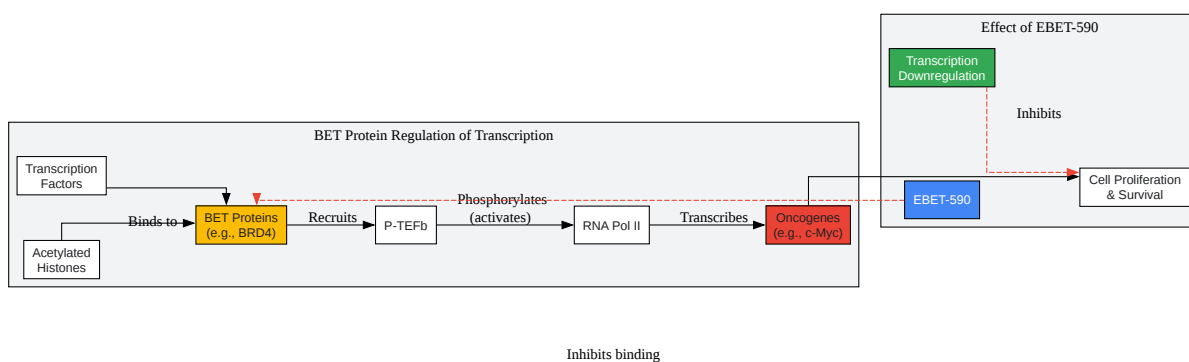 Effect of EBET-590
Transcription
Downregulation
Inhibits
BET Protein Regulation of Transcription
Transcription
Factors
Cell Proliferation
& Survival
EBET-590
Phosphorylates
(activates)
Binds to
BET Proteins
(e.g., BRD4)
Recruits
P-TEFb
RNA Pol II
Transcribes
Oncogenes
(e.g., c-Myc)
Acetylated
Histones
Inhibits binding